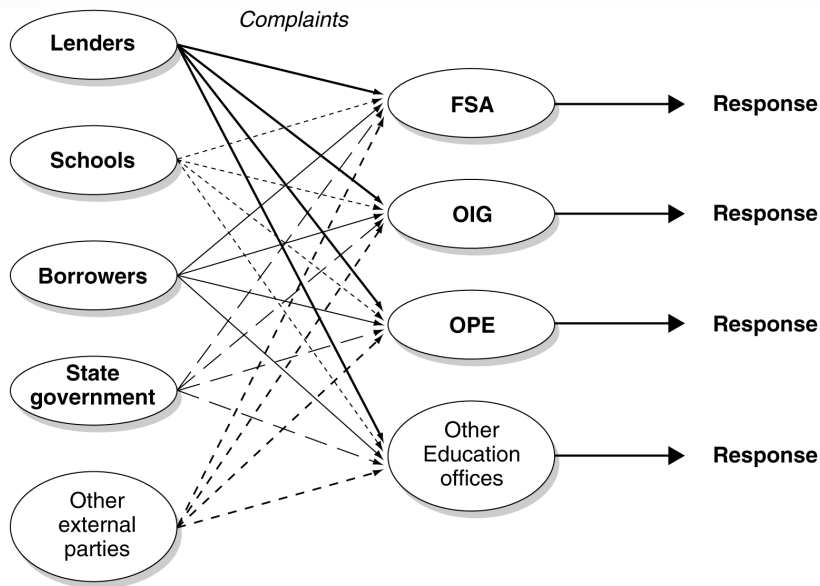 Complaints
Lenders
FSA
Response
Schools
OIG
Response
Borrowers
OPE
Response
State
government
Other
Education
offices
Response
Other
external
parties